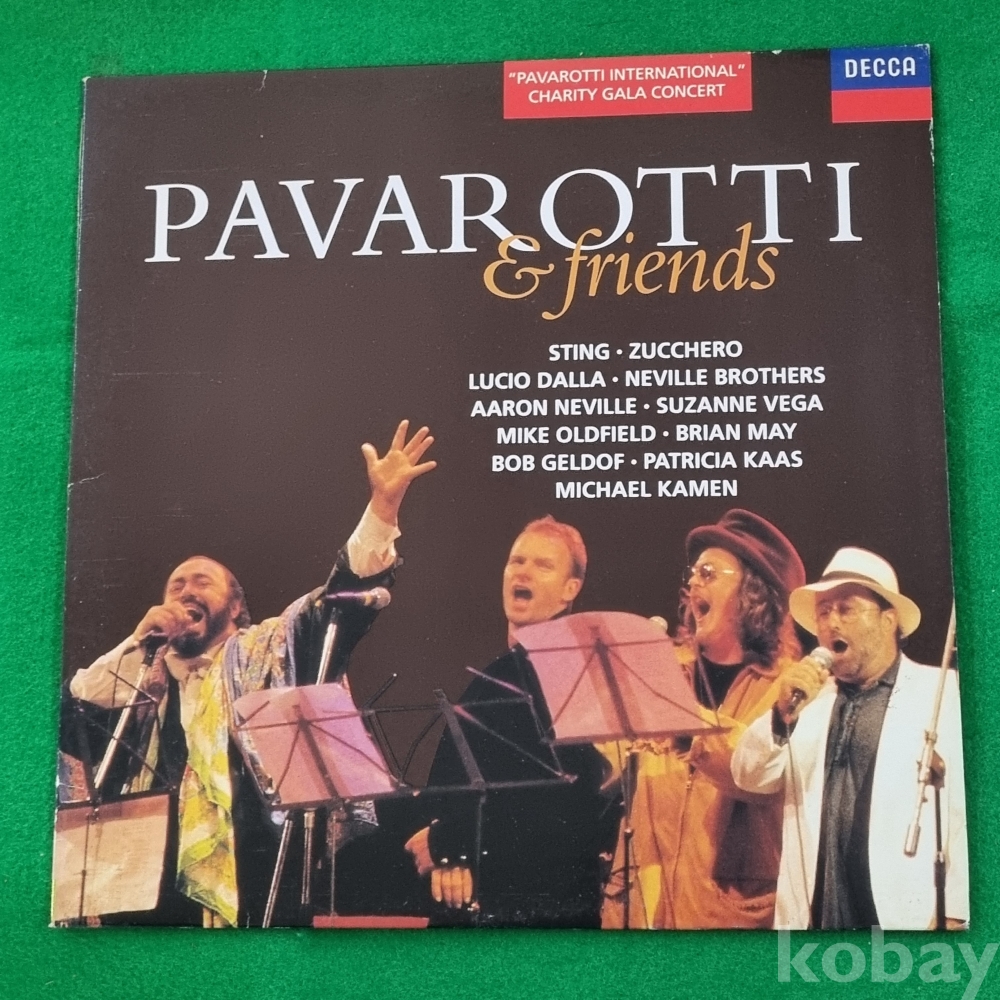 "PAVAROTTI INTERNATIONAL"
CHARITY GALA CONCERT
DECCA
PAVAROTTI
& friends
STING • ZUCCHERO
LUCIO DALLA • NEVILLE BROTHERS
AARON NEVILLE • SUZANNE VEGA
MIKE OLDFIELD • BRIAN MAY
BOB GELDOF • PATRICIA KAAS
MICHAEL KAMEN
kobay